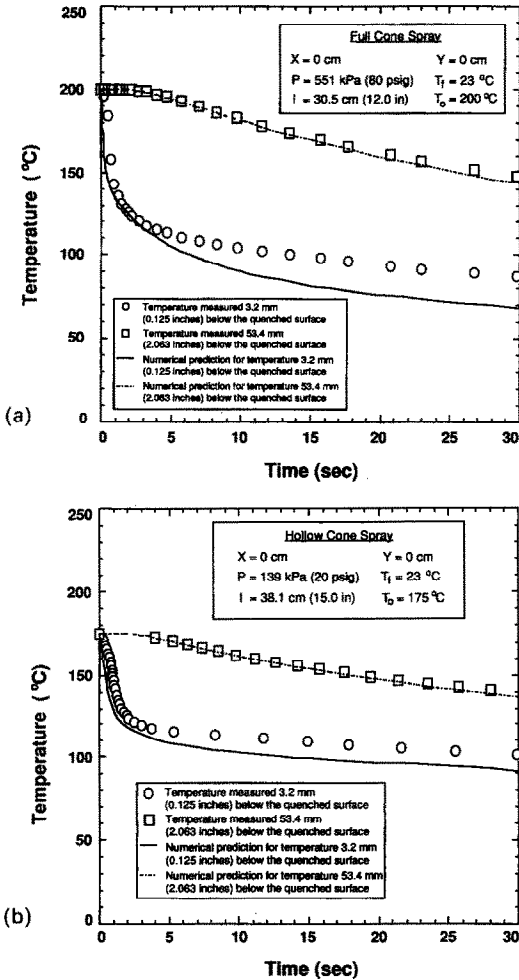 250
200
150
100
50
0
Temperature (ºC)
Full Cone Spray
X = 0 cm Y = 0 cm
P = 551 kPa (80 psig) Tf = 23 ºC
l = 30.5 cm (12.0 in) To = 200 ºC
Temperature measured 3.2 mm
(0.125 inches) below the quenched surface
Temperature measured 53.4 mm
(2.063 inches) below the quenched surface
Numerical prediction for temperature 3.2 mm
(0.125 inches) below the quenched surface
Numerical prediction for temperature 53.4 mm
(2.063 inches) below the quenched surface
(a)
0 5 10 15 20 25 30
Time (sec)
250
200
150
100
50
0
Temperature (ºC)
Hollow Cone Spray
X = 0 cm Y = 0 cm
P = 139 kPa (20 psig) Tf = 23 ºC
l = 38.1 cm (15.0 in) To = 175 ºC
Temperature measured 3.2 mm
(0.125 inches) below the quenched surface
Temperature measured 53.4 mm
(2.063 inches) below the quenched surface
Numerical prediction for temperature 3.2 mm
(0.125 inches) below the quenched surface
Numerical prediction for temperature 53.4 mm
(2.063 inches) below the quenched surface
(b)
0 5 10 15 20 25 30
Time (sec)